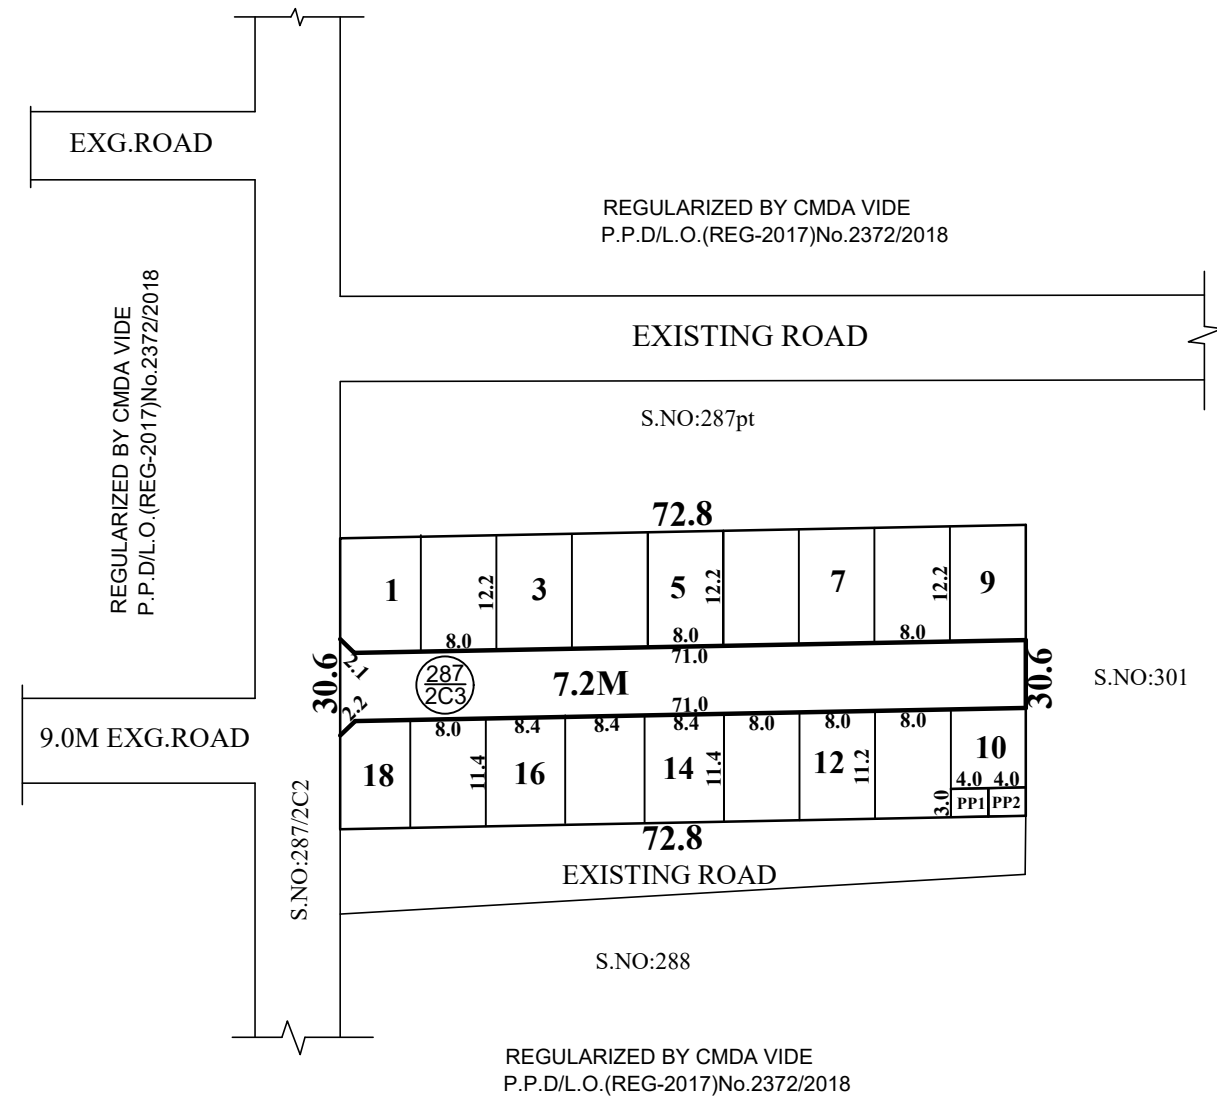 EXG.ROAD
REGULARIZED BY CMDA VIDE
P.P.D/L.O.(REG-2017)No.2372/2018
REGULARIZED BY CMDA VIDE
P.P.D/L.O.(REG-2017)No.2372/2018
EXISTING ROAD
S.NO:287pt
72.8
1
12.2
3
5
12.2
7
12.2
9
8.0
8.0
8.0
30.6
2.1
71.0
287
2C3
7.2M
30.6
S.NO:301
2.2
71.0
9.0M EXG.ROAD
8.0
8.4
8.4
8.4
8.0
8.0
8.0
18
11.4
16
14
11.4
12
11.2
10
4.0
4.0
3.0
PP1
PP2
72.8
S.NO:287/2C2
EXISTING ROAD
S.NO:288
REGULARIZED BY CMDA VIDE
P.P.D/L.O.(REG-2017)No.2372/2018